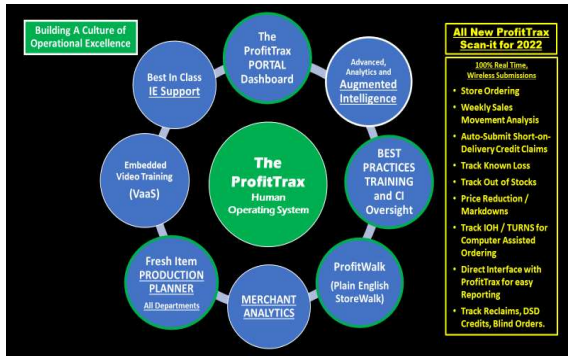 Building A Culture of
Operational Excellence
The
ProfitTrax
PORTAL
Dashboard
Advanced,
Analytics and
Augmented
Intelligence
BEST
PRACTICES
TRAINING
and CI
Oversight
ProfitWalk
(Plain English
StoreWalk)
MERCHANT
ANALYTICS
Fresh Item
PRODUCTION
PLANNER
All Departments
Embedded
Video Training
(VaaS)
Best In Class
IE Support
The
ProfitTrax
Human
Operating System
All New ProfitTrax
Scan-it for 2022
100% Real Time,
Wireless Submissions
• Store Ordering
• Weekly Sales
Movement Analysis
• Auto-Submit Short-on-
Delivery Credit Claims
• Track Known Loss
• Track Out of Stocks
• Price Reduction /
Markdowns
• Track IOH / TURNS for
Computer Assisted
Ordering
• Direct Interface with
ProfitTrax for easy
Reporting
• Track Reclaims, DSD
Credits, Blind Orders.